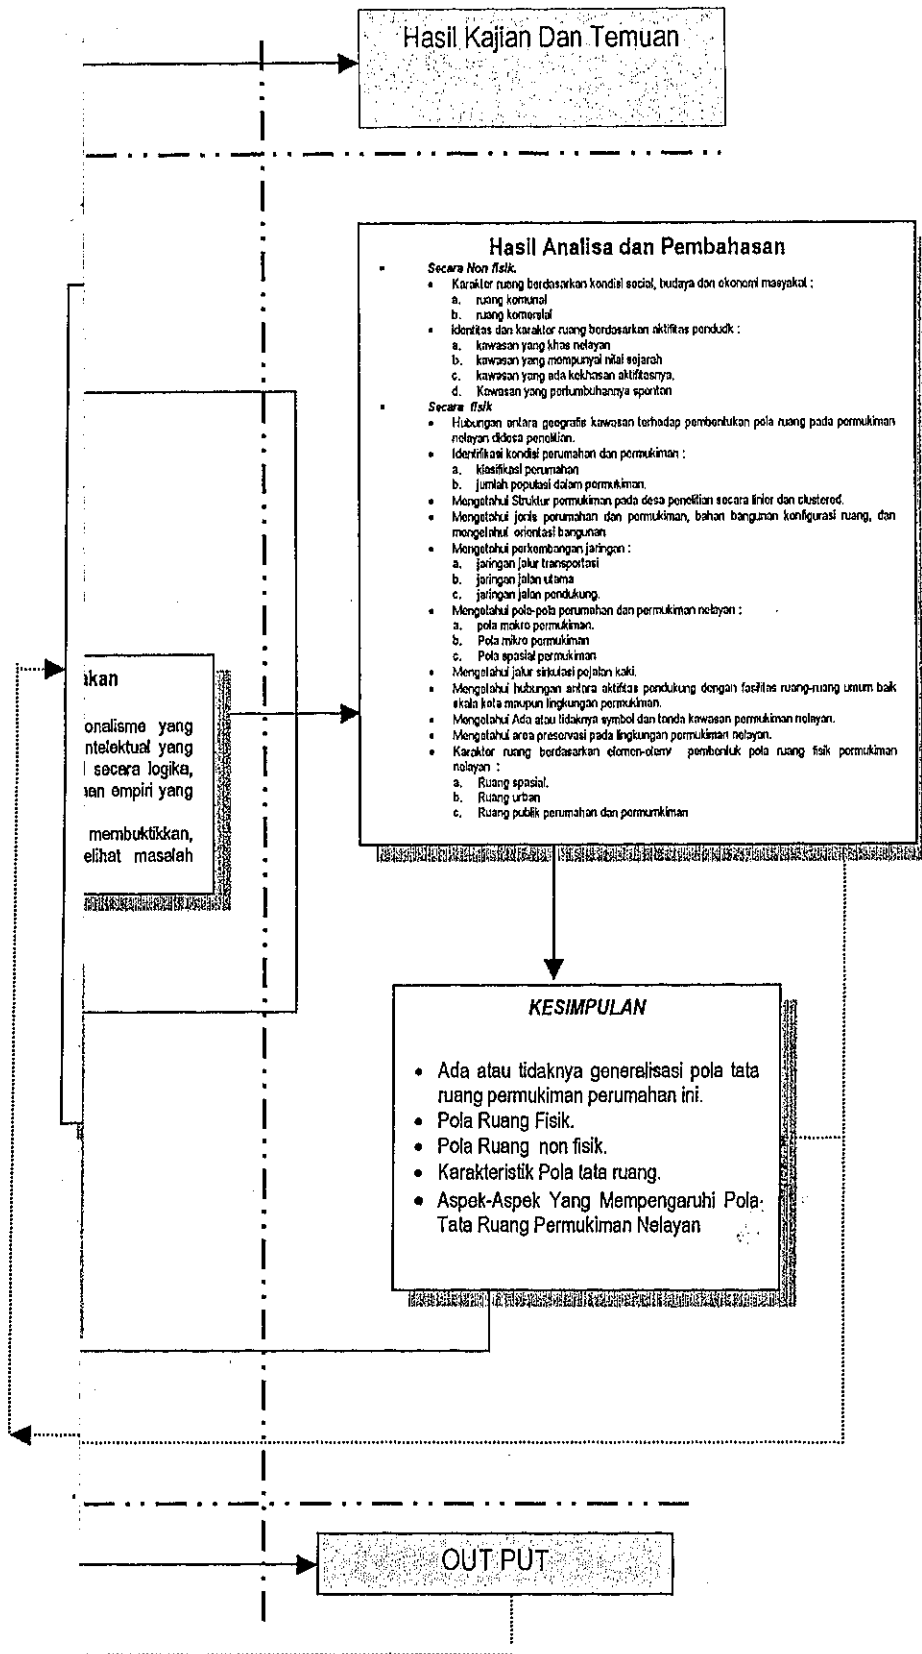 Hasil Kajian Dan Temuan
Hasil Analisa dan Pembahasan
▪ Secara Non fisik.
• Karakter ruang berdasarkan kondisi social, budaya dan ekonomi masyakat :
a. ruang komunal
b. ruang komersial
• Identitas dan karakter ruang berdasarkan aktifitas pendudk :
a. kawasan yang khas nelayan
b. kawasan yang mempunyai nilai sejarah
c. kawasan yang ada kekhasan aktifitasnya.
d. Kawasan yang pertumbuhannya spontan
▪ Secara fisik
• Hubungan antara geografis kawasan terhadap pembentukan pola ruang pada permukiman
nelayan didesa penelitian.
• Identifikasi kondisi perumahan dan permukiman :
a. klasifikasi perumahan
b. jumlah populasi dalam permukiman.
• Mengetahui Struktur permukiman pada desa penelitian secara linier dan clustered.
• Mengetahui jenis perumahan dan permukiman, bahan bangunan konfigurasi ruang, dan
mengetahui orientasi bangunan
• Mengetahui perkembangan jaringan :
a. jaringan jalur transportasi
b. jaringan jalan utama
c. jaringan jalan pendukung.
• Mengetahui pola-pola perumahan dan permukiman nelayan :
a. pola makro permukiman.
b. Pola mikro permukiman
c. Pola spasial permukiman
• Mengetahui jalur sirkulasi pejalan kaki.
• Mengetahui hubungan antara aktifitas pendukung dengan fasilitas ruang-ruang umum baik
skala kota maupun lingkungan permukiman.
• Mengetahui Ada atau tidaknya symbol dan tanda kawasan permukiman nelayan.
• Mengetahui area preservasi pada lingkungan permukiman nelayan.
• Karakter ruang berdasarkan elemen-elemv pembentuk pola ruang fisik permukiman
nelayan :
a. Ruang spasial.
b. Ruang urban
c. Ruang publik perumahan dan permumkiman
akan
onalisme yang
ntelektual yang
l secara logika,
empiri yang
membuktikkan,
elihat masalah
KESIMPULAN
• Ada atau tidaknya generalisasi pola tata
ruang permukiman perumahan ini.
• Pola Ruang Fisik.
• Pola Ruang non fisik.
• Karakteristik Pola tata ruang.
• Aspek-Aspek Yang Mempengaruhi Pola
Tata Ruang Permukiman Nelayan
OUT PUT